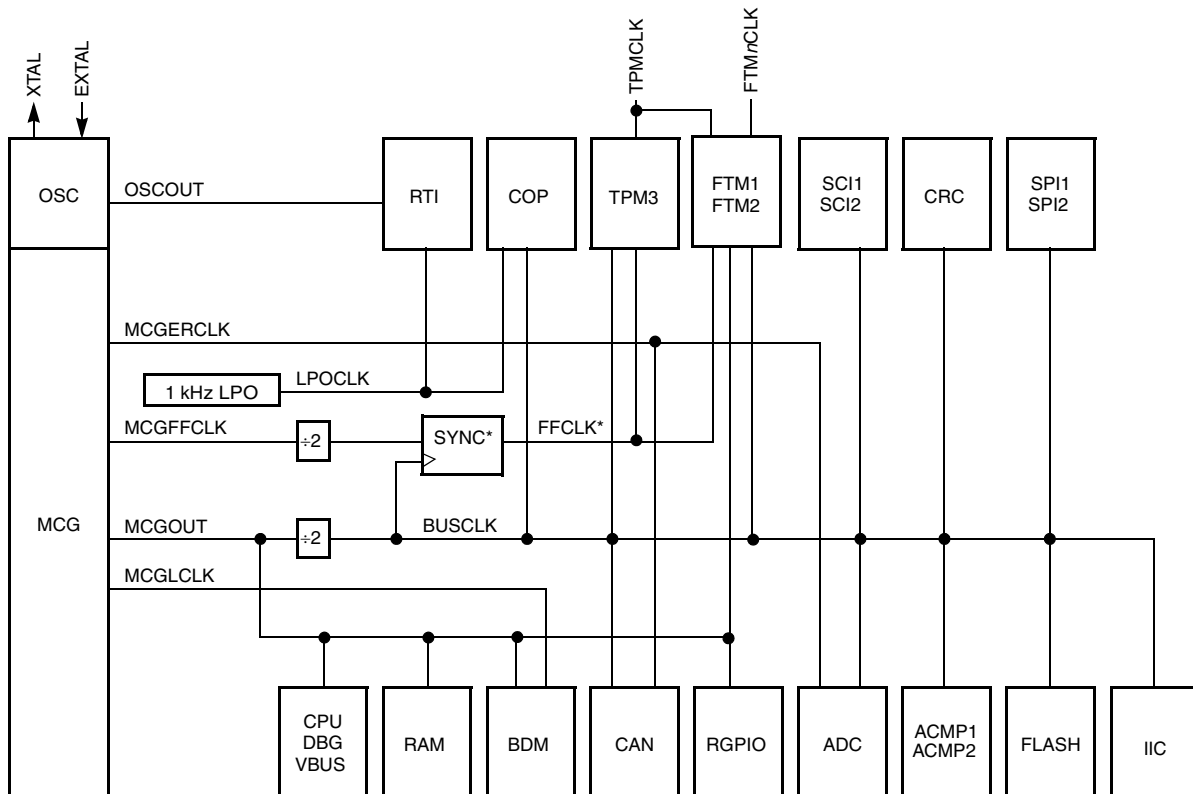 XTAL
EXTAL
TPMCLK
FTMnCLK
OSC
OSCOUT
RTI
COP
TPM3
FTM1
FTM2
SCI1
SCI2
CRC
SPI1
SPI2
MCGERCLK
1 kHz LPO
LPOCLK
MCGFFCLK
÷2
SYNC*
FFCLK*
MCG
MCGOUT
÷2
BUSCLK
MCGLCLK
CPU
DBG
VBUS
RAM
BDM
CAN
RGPIO
ADC
ACMP1
ACMP2
FLASH
IIC